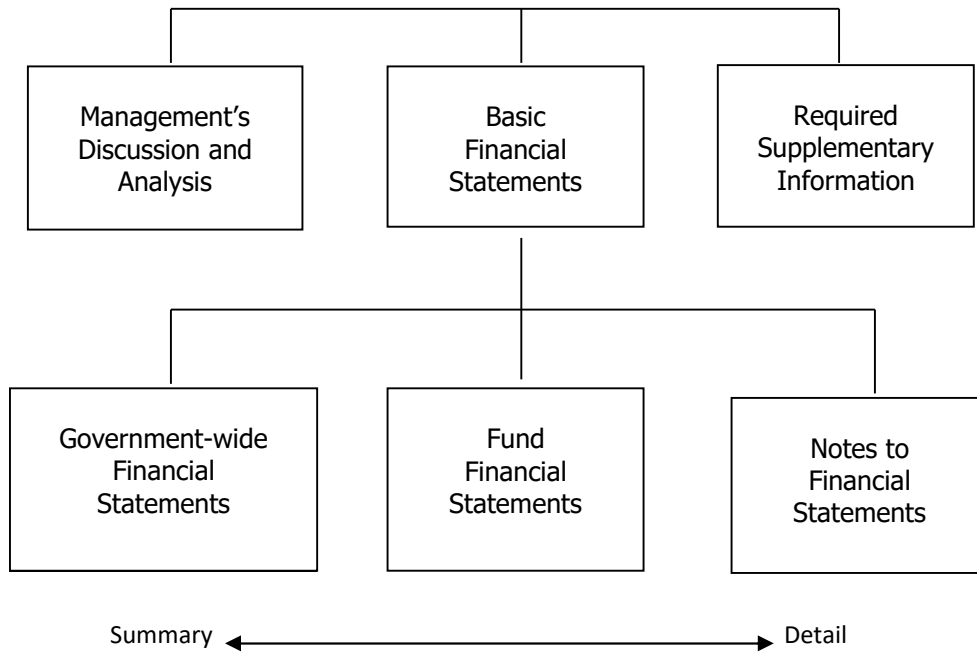 Management’s
Discussion and
Analysis
Basic
Financial
Statements
Required
Supplementary
Information
Government-wide
Financial
Statements
Fund
Financial
Statements
Notes to
Financial
Statements
Summary
Detail